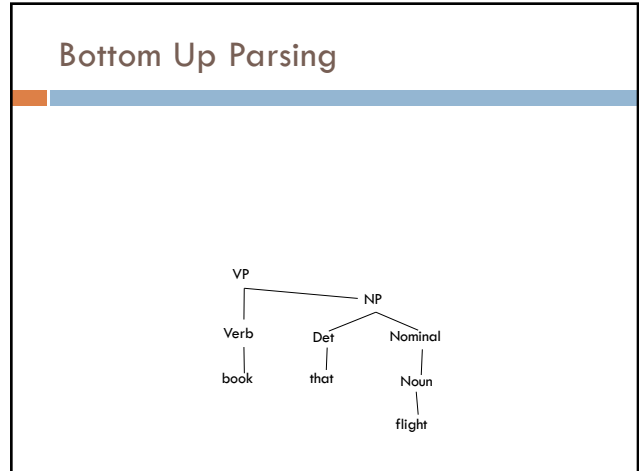 Bottom Up Parsing
VP
NP
Verb Det Nominal
book that Noun
flight